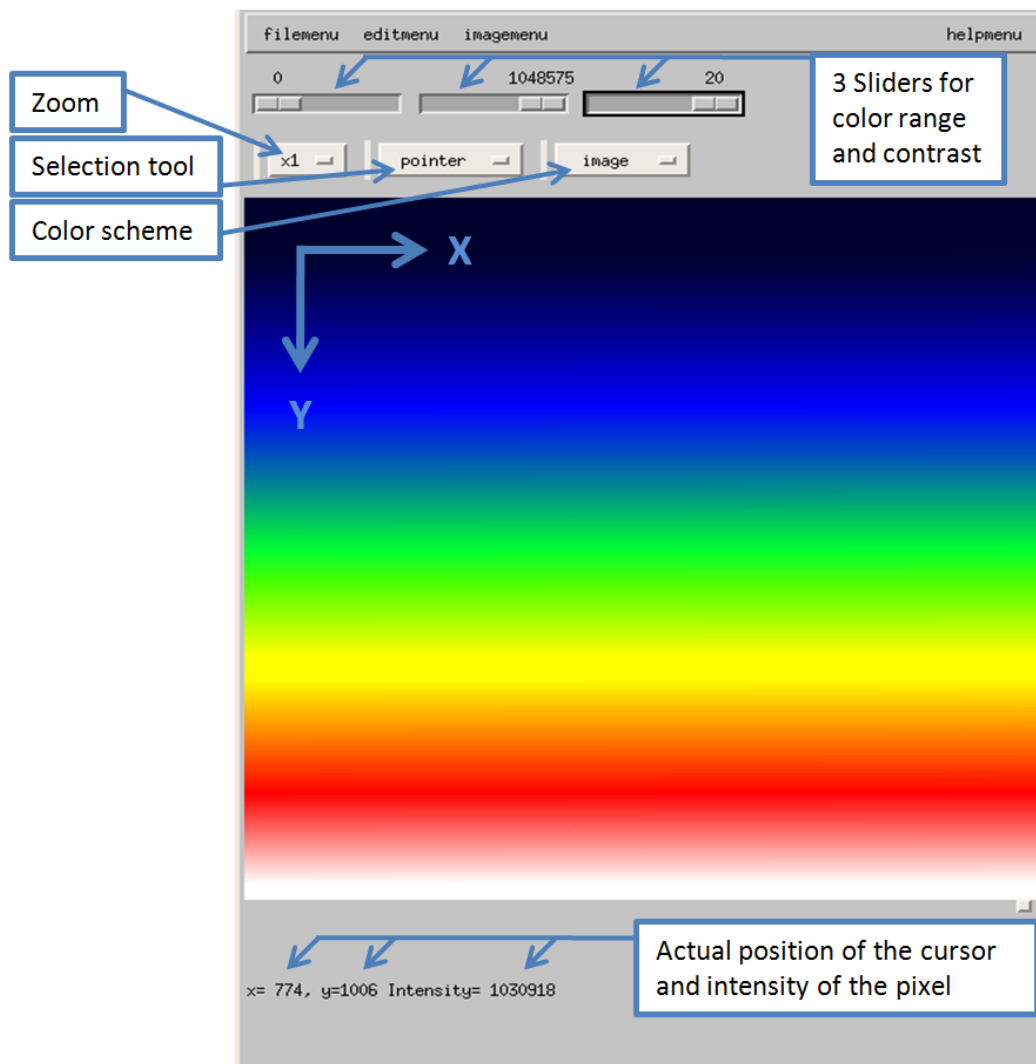 filemenu editmenu imagemenu helpmenu
0 1048575 20
3 Sliders for
color range
and contrast
Zoom
x1 pointer image
Selection tool
Color scheme
X
Y
Actual position of the cursor
and intensity of the pixel
x= 774, y=1006 Intensity= 1030918